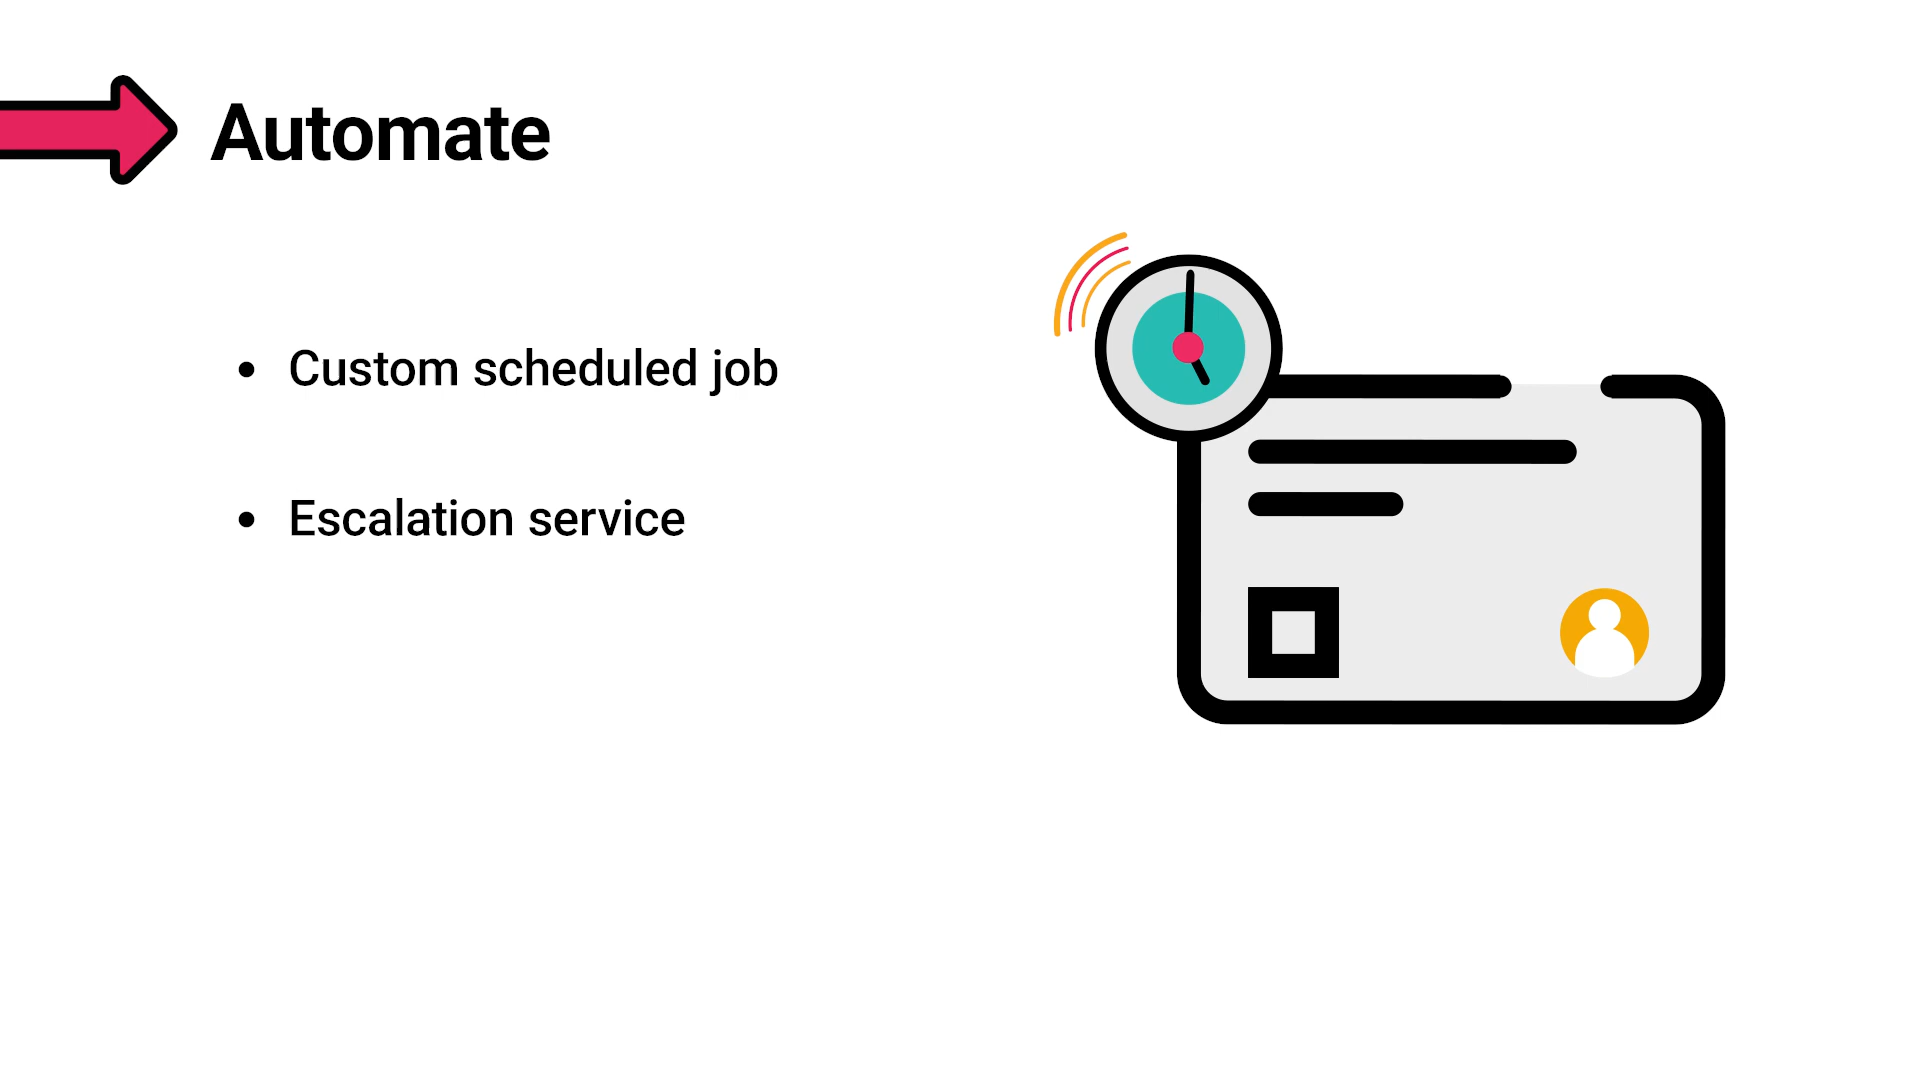 Automate
• Custom scheduled job
• Escalation service